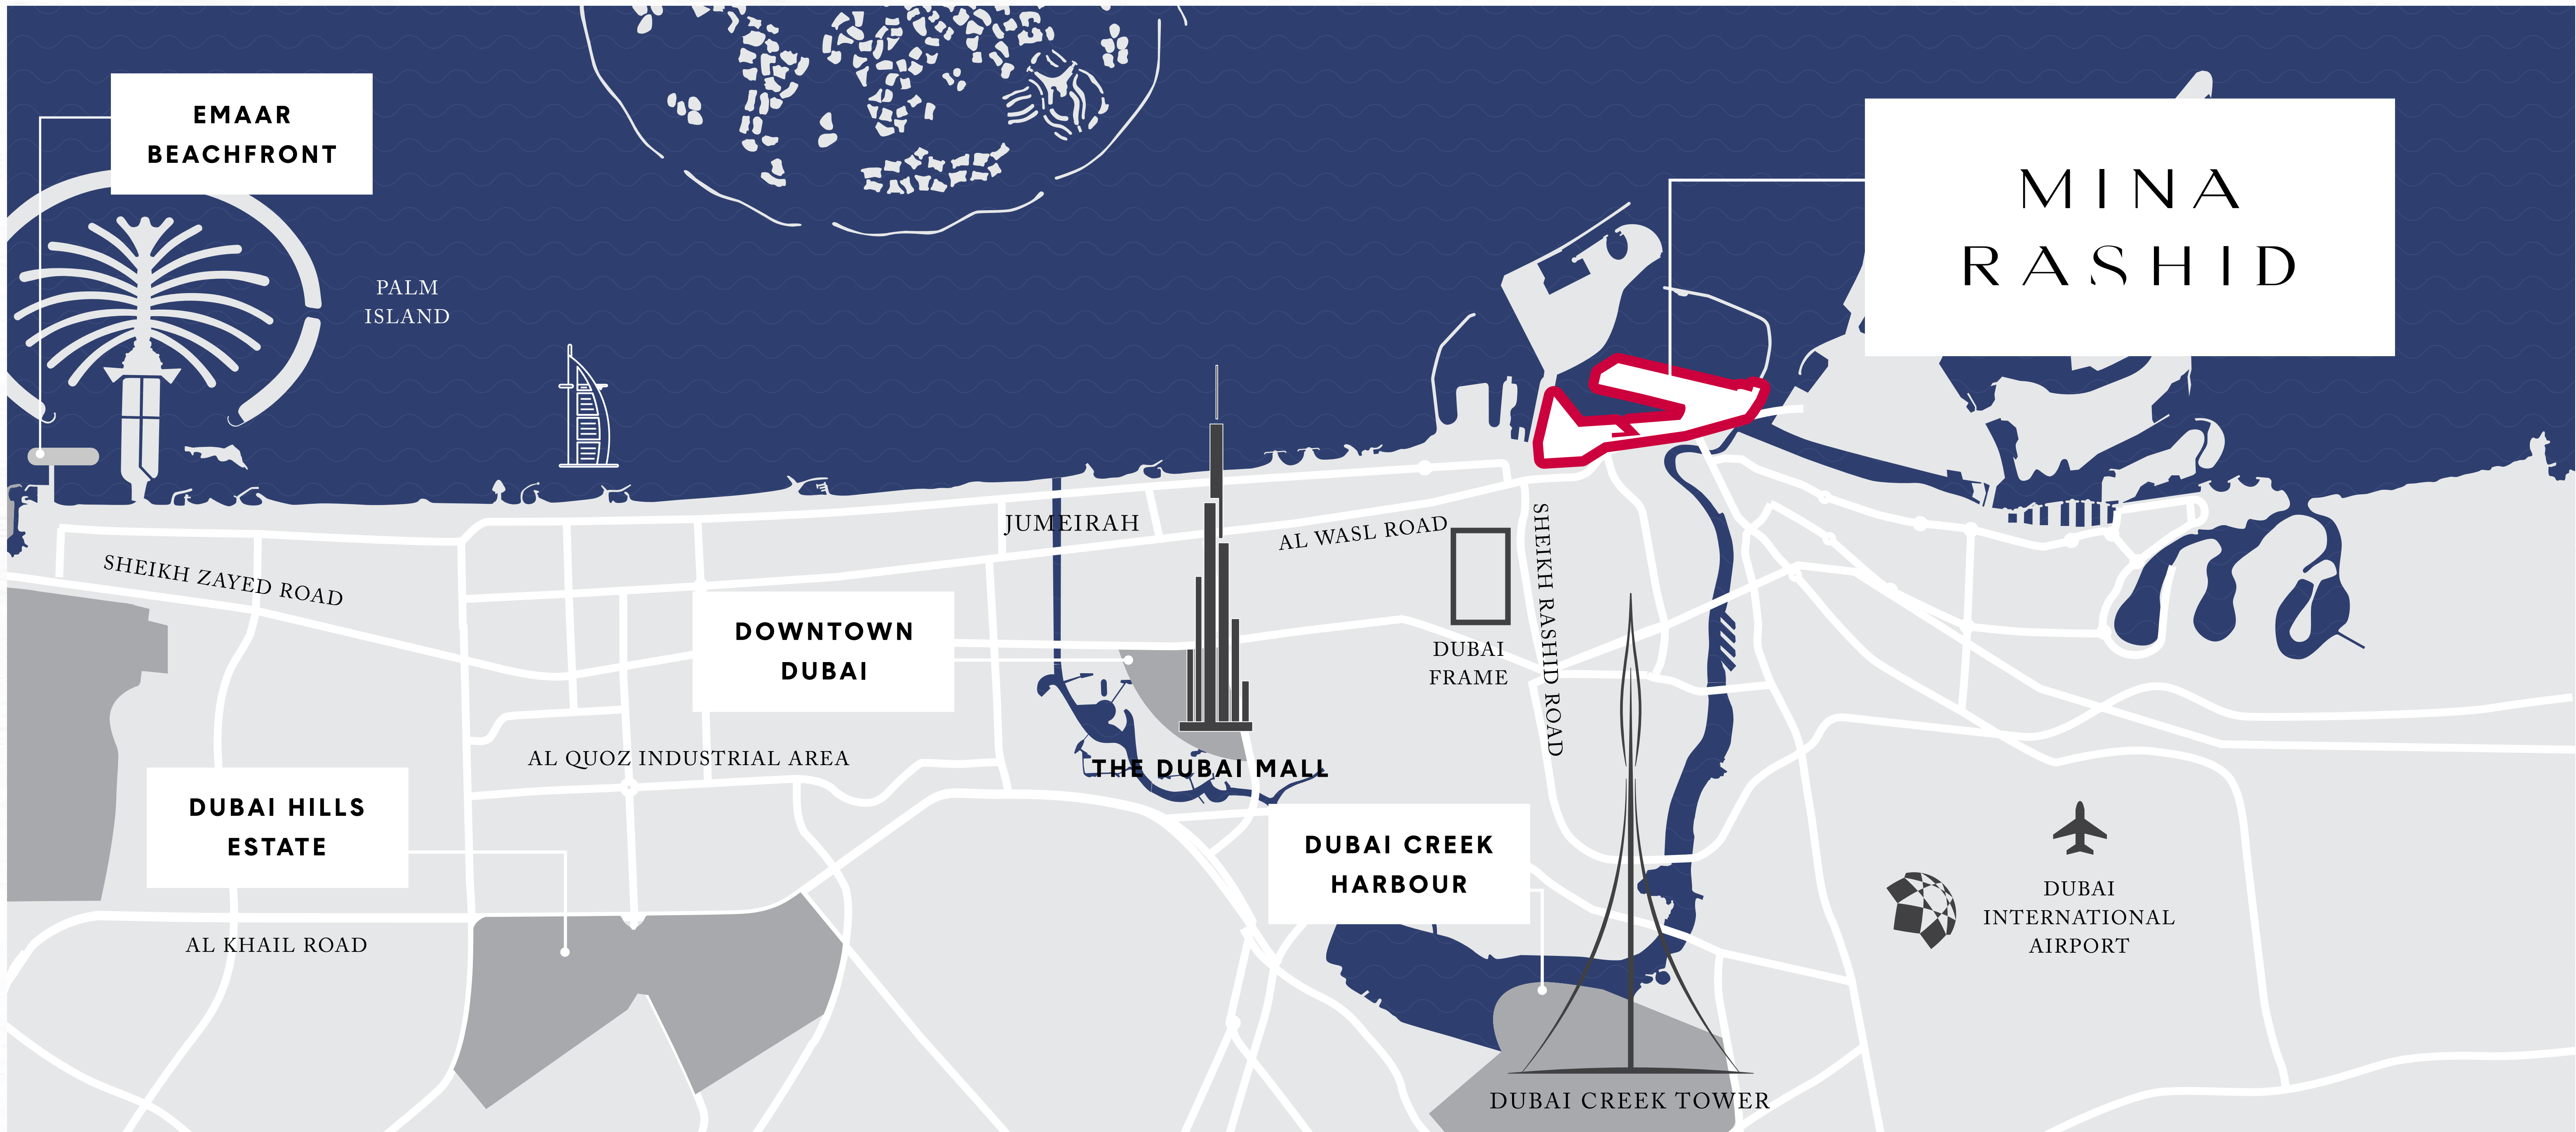 EMAAR
BEACHFRONT
MINA
RASHID
PALM
ISLAND
JUMEIRAH
AL WASL ROAD
SHEIKH RASHID ROAD
SHEIKH ZAYED ROAD
DOWNTOWN
DUBAI
DUBAI
FRAME
AL QUOZ INDUSTRIAL AREA
THE DUBAI MALL
DUBAI HILLS
ESTATE
DUBAI CREEK
HARBOUR
DUBAI
INTERNATIONAL
AIRPORT
AL KHAIL ROAD
DUBAI CREEK TOWER